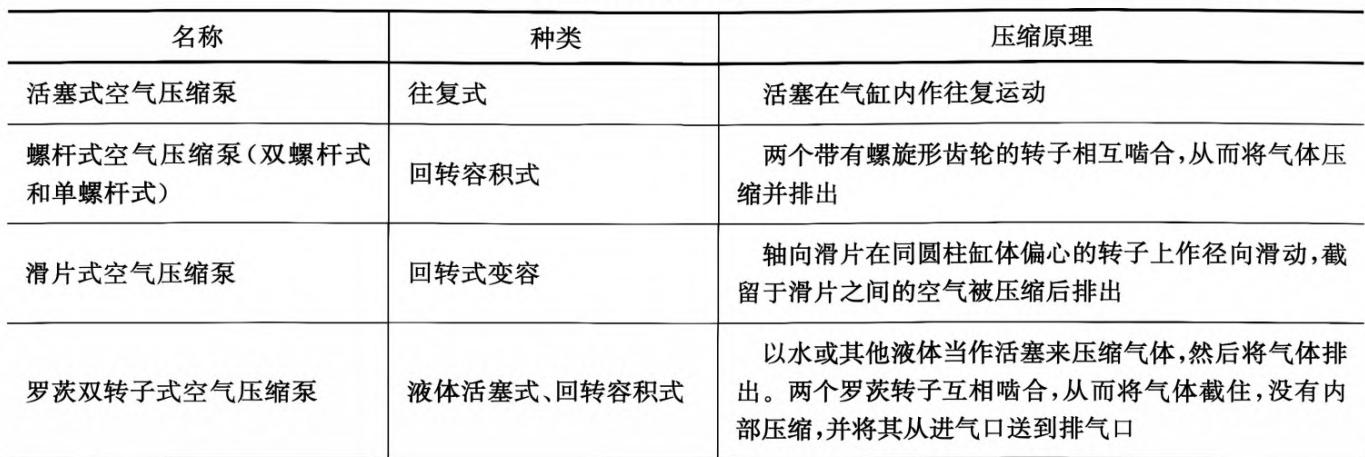 名称 种类 压缩原理
活塞式空气压缩泵 往复式 活塞在气缸内作往复运动
螺杆式空气压缩泵(双螺杆式
和单螺杆式)
回转容积式
两个带有螺旋形齿轮的转子相互啮合,从而将气体压
缩并排出
滑片式空气压缩泵
回转式变容
轴向滑片在同圆柱缸体偏心的转子上作径向滑动,截
留于滑片之间的空气被压缩后排出
罗茨双转子式空气压缩泵
液体活塞式、回转容积式
以水或其他液体当作活塞来压缩气体,然后将气体排
出。两个罗茨转子互相啮合,从而将气体截住,没有内
部压缩,并将其从进气口送到排气口